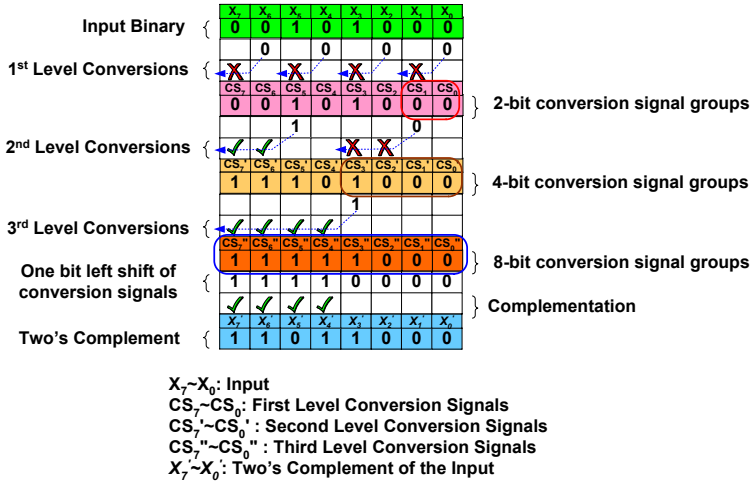 X₇ X₆ X₅ X₄ X₃ X₂ X₁ X₀
Input Binary { 0 0 1 0 1 0 0 0
0 0 0 0
1ˢᵗ Level Conversions {
CS₇ CS₆ CS₅ CS₄ CS₃ CS₂ CS₁ CS₀
0 0 1 0 1 0 0 0 } 2-bit conversion signal groups
1 0
2ⁿᵈ Level Conversions {
CS₇' CS₆' CS₅' CS₄' CS₃' CS₂' CS₁' CS₀'
1 1 1 0 1 0 0 0 } 4-bit conversion signal groups
1
3ʳᵈ Level Conversions {
CS₇" CS₆" CS₅" CS₄" CS₃" CS₂" CS₁" CS₀"
1 1 1 1 1 0 0 0 } 8-bit conversion signal groups
One bit left shift of
conversion signals { 1 1 1 1 0 0 0 0
} Complementation
X₇' X₆' X₅' X₄' X₃' X₂' X₁' X₀'
Two's Complement { 1 1 0 1 1 0 0 0
X₇~X₀: Input
CS₇~CS₀: First Level Conversion Signals
CS₇'~CS₀' : Second Level Conversion Signals
CS₇"~CS₀" : Third Level Conversion Signals
X₇'~X₀': Two's Complement of the Input